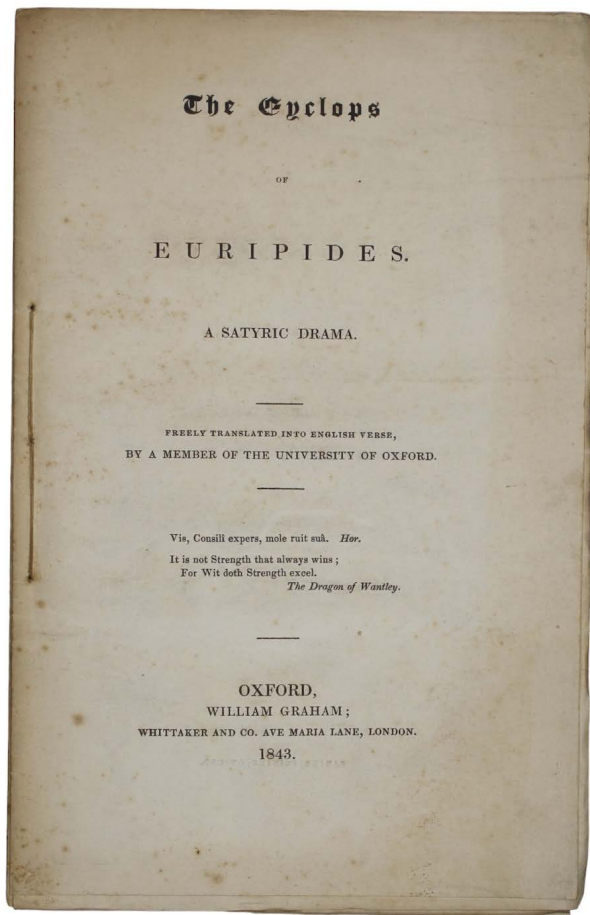 The Cyclops
OF
EURIPIDES.
A SATYRIC DRAMA.
FREELY TRANSLATED INTO ENGLISH VERSE,
BY A MEMBER OF THE UNIVERSITY OF OXFORD.
Vis, Consilî expers, mole ruit suâ. Hor.
It is not Strength that always wins ;
For Wit doth Strength excel.
The Dragon of Wantley.
OXFORD,
WILLIAM GRAHAM ;
WHITTAKER AND CO. AVE MARIA LANE, LONDON.
1843.